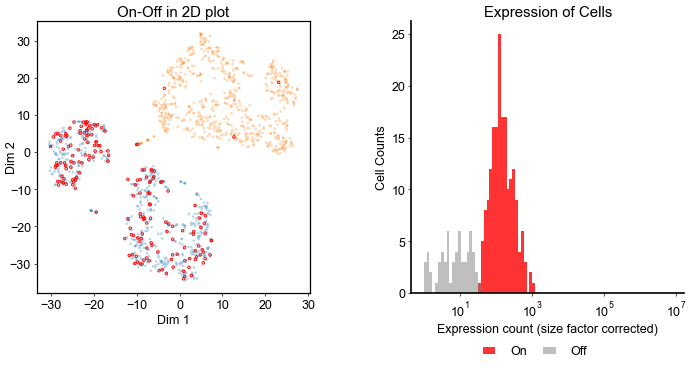 On-Off in 2D plot
Dim 2
30
20
10
0
−10
−20
−30
−30 −20 −10 0 10 20 30
Dim 1
Expression of Cells
Cell Counts
25
20
15
10
5
0
10^1 10^3 10^5 10^7
Expression count (size factor corrected)
On Off